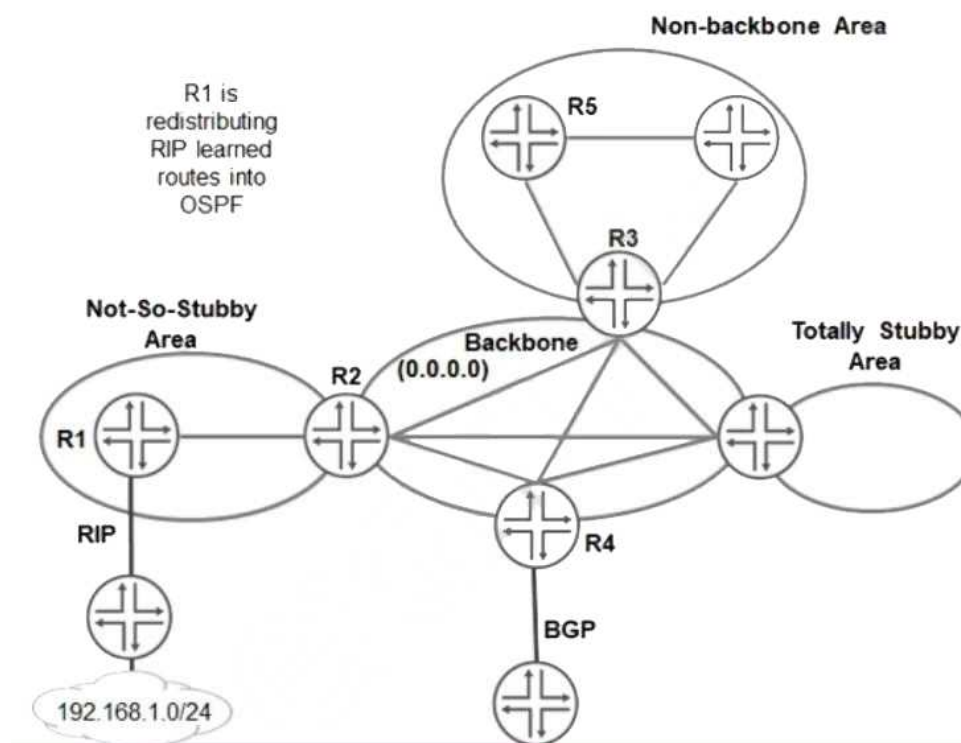 Non-backbone Area
R1 is
redistributing
RIP learned
routes into
OSPF
R5
R3
Not-So-Stubby
Area
Backbone
(0.0.0.0)
Totally Stubby
Area
R2
R1
R4
RIP
BGP
192.168.1.0/24